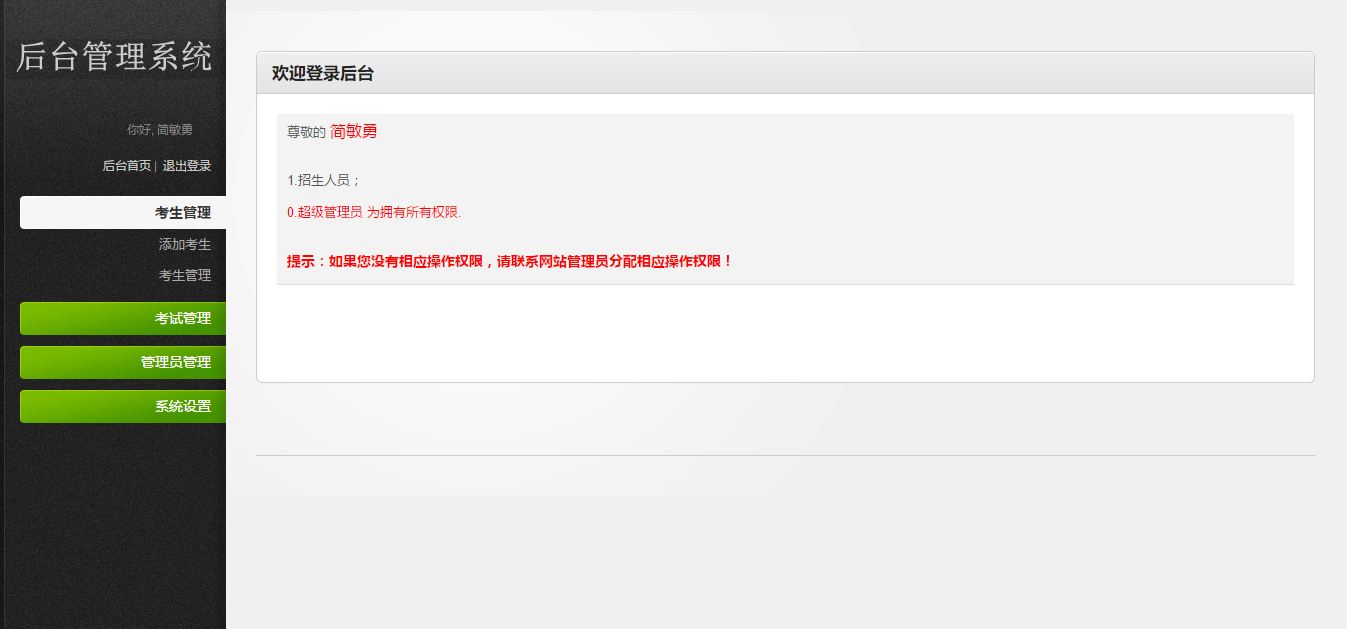 后台管理系统
你好, 简敏勇
后台首页 | 退出登录
考生管理
添加考生
考生管理
考试管理
管理员管理
系统设置
欢迎登录后台
尊敬的 简敏勇
1.招生人员；
0.超级管理员 为拥有所有权限.
提示：如果您没有相应操作权限，请联系网站管理员分配相应操作权限！